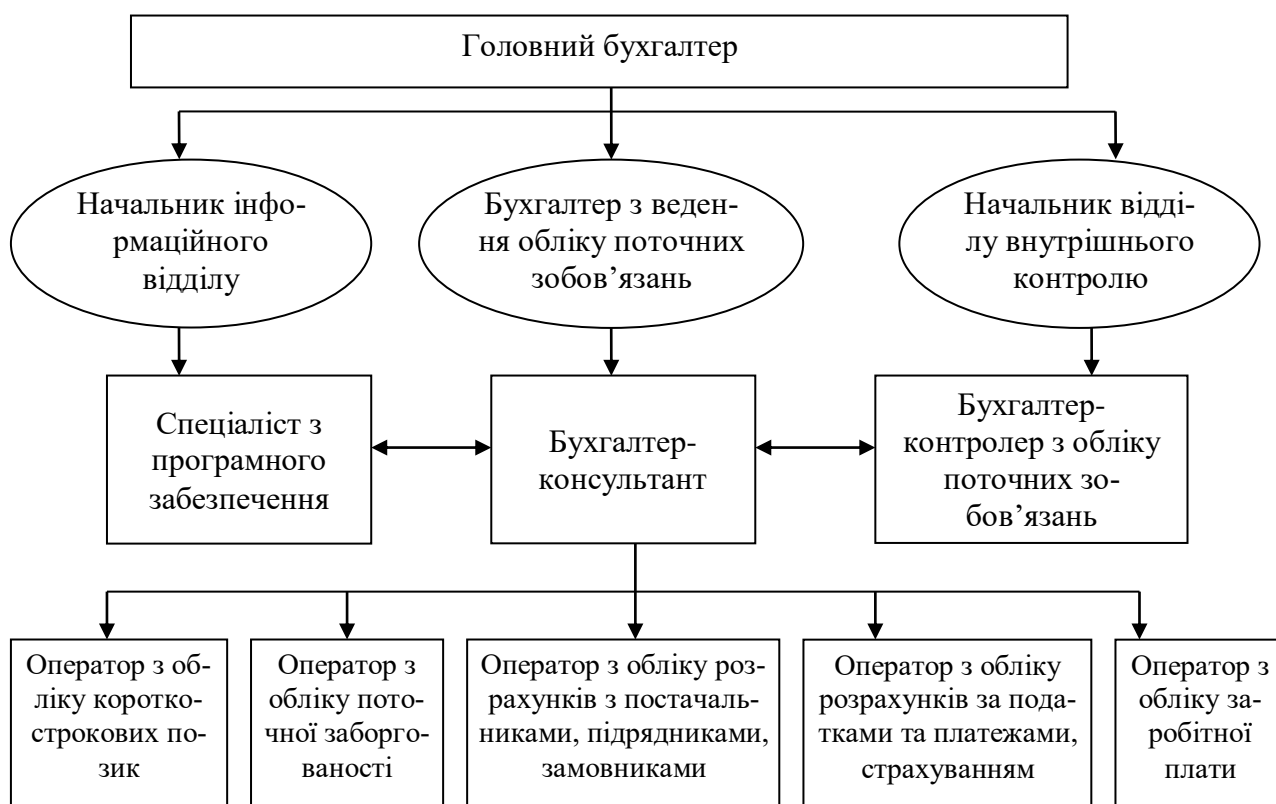 Головний бухгалтер
Начальник інфо-
рмаційного
відділу
Бухгалтер з веден-
ня обліку поточних
зобов’язань
Начальник відді-
лу внутрішнього
контролю
Спеціаліст з
програмного
забезпечення
Бухгалтер-
консультант
Бухгалтер-
контролер з обліку
поточних зо-
бов’язань
Оператор з об-
ліку коротко-
строкових по-
зик
Оператор з
обліку пото-
чної заборго-
ваності
Оператор з обліку роз-
рахунків з постачаль-
никами, підрядниками,
замовниками
Оператор з обліку
розрахунків за пода-
тками та платежами,
страхуванням
Оператор з
обліку за-
робітної
плати